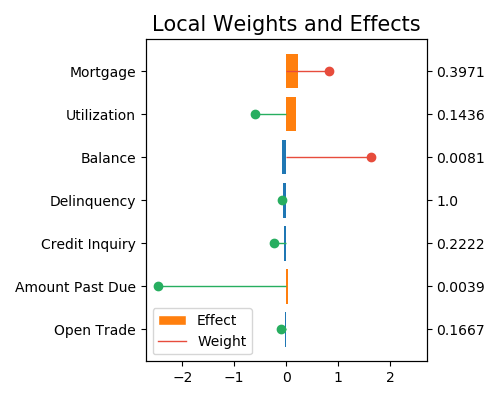 Local Weights and Effects
Mortgage 0.3971
Utilization 0.1436
Balance 0.0081
Delinquency 1.0
Credit Inquiry 0.2222
Amount Past Due 0.0039
Open Trade 0.1667
Effect
Weight
−2 −1 0 1 2